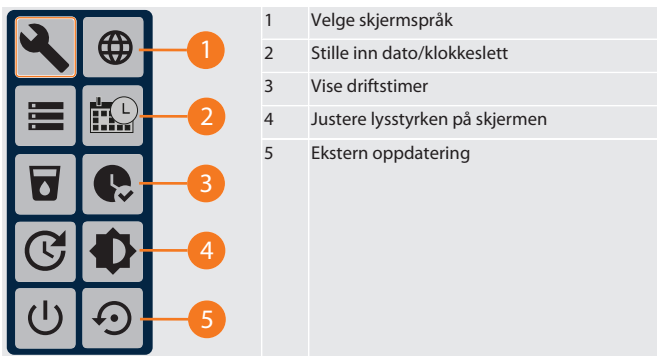 1 Velge skjermspråk
2 Stille inn dato/klokkeslett
3 Vise driftstimer
4 Justere lysstyrken på skjermen
5 Ekstern oppdatering
1
2
3
4
5